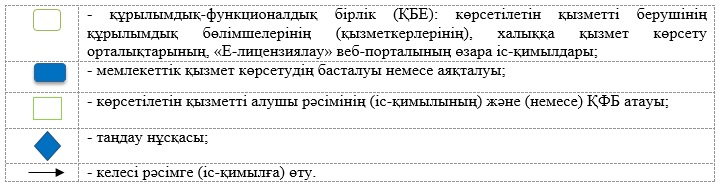 - құрылымдық-функционалдық бірлік (ҚБЕ): көрсетілетін қызметті берушінің
құрылымдық бөлімшелерінің (қызметкерлерінің), халыққа қызмет көрсету
орталықтарының, «Е-лицензиялау» веб-порталының өзара іс-қимылдары;
- мемлекеттік қызмет көрсетудің басталуы немесе аяқталуы;
- көрсетілетін қызметті алушы рәсімінің (іс-қимылының) және (немесе) ҚФБ атауы;
- таңдау нұсқасы;
- келесі рәсімге (іс-қимылға) өту.